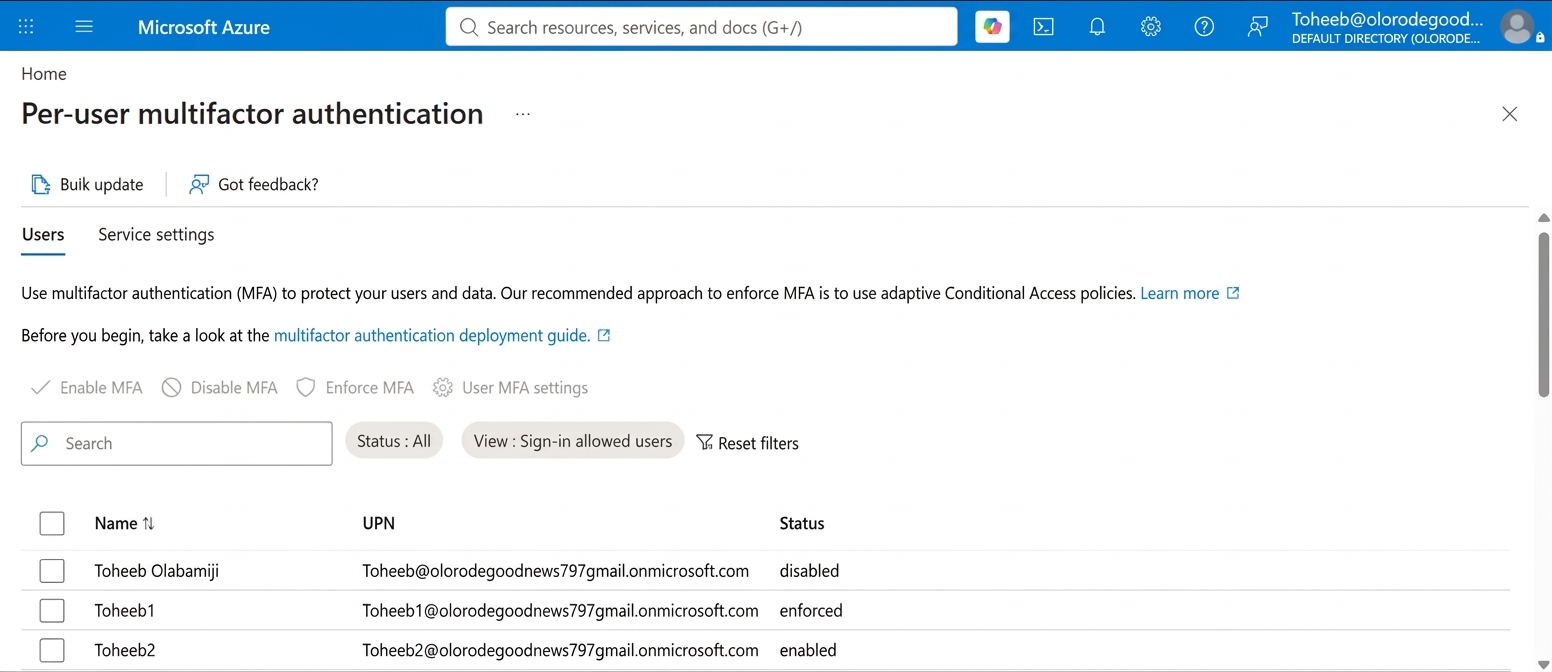 Microsoft Azure
Search resources, services, and docs (G+/)
Toheeb@olorodegood...
DEFAULT DIRECTORY (OLORODE...
Home
Per-user multifactor authentication ...
Buik update
Got feedback?
Users
Service settings
Use multifactor authentication (MFA) to protect your users and data. Our recommended approach to enforce MFA is to use adaptive Conditional Access policies. Learn more
Before you begin, take a look at the multifactor authentication deployment guide.
Enable MFA
Disable MFA
Enforce MFA
User MFA settings
Search
Status : All
View : Sign-in allowed users
Reset filters
Name UPN Status
Toheeb Olabamiji Toheeb@olorodegoodnews797gmail.onmicrosoft.com disabled
Toheeb1 Toheeb1@olorodegoodnews797gmail.onmicrosoft.com enforced
Toheeb2 Toheeb2@olorodegoodnews797gmail.onmicrosoft.com enabled